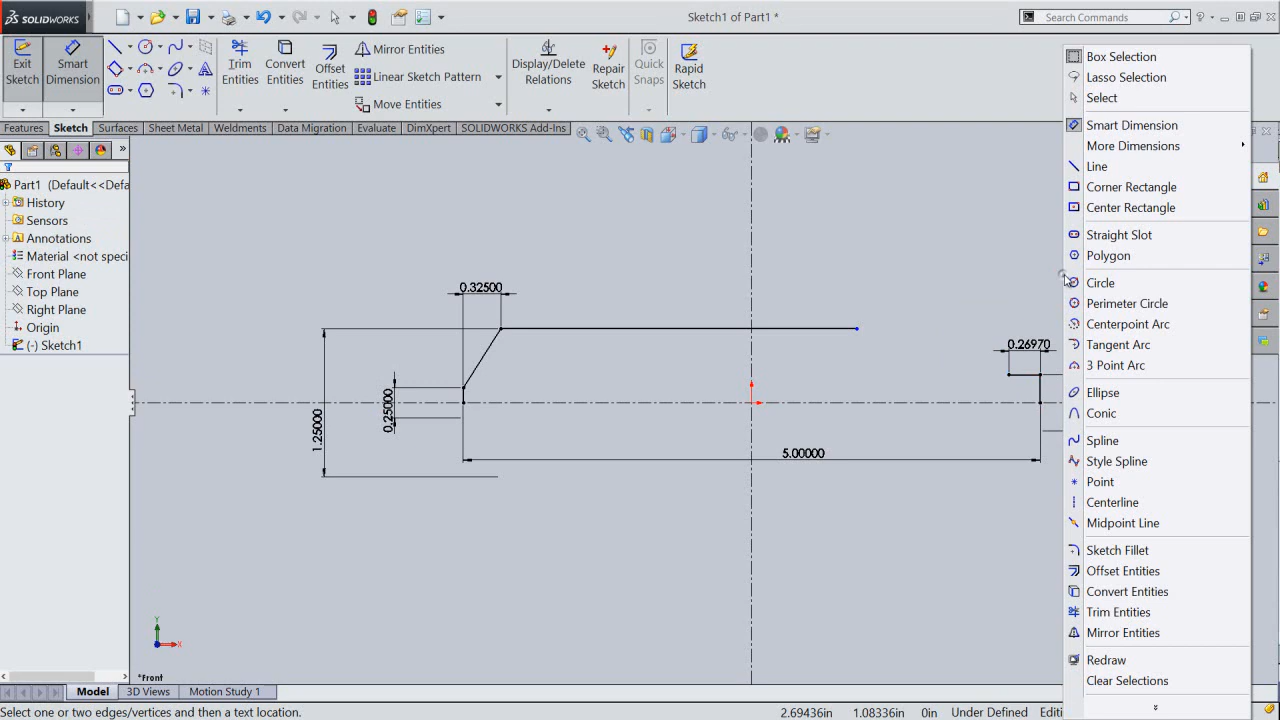 SOLIDWORKS
Sketch1 of Part1 *
Search Commands
Exit Sketch
Smart Dimension
Trim Entities
Convert Entities
Offset Entities
Mirror Entities
Linear Sketch Pattern
Move Entities
Display/Delete Relations
Repair Sketch
Quick Snaps
Rapid Sketch
Features Sketch Surfaces Sheet Metal Weldments Data Migration Evaluate DimXpert SOLIDWORKS Add-Ins
Part1 (Default<<Defa
History
Sensors
Annotations
Material <not speci
Front Plane
Top Plane
Right Plane
Origin
(-) Sketch1
0.32500
0.25000
1.25000
5.00000
0.26970
Y
X
*front
Box Selection
Lasso Selection
Select
Smart Dimension
More Dimensions
Line
Corner Rectangle
Center Rectangle
Straight Slot
Polygon
Circle
Perimeter Circle
Centerpoint Arc
Tangent Arc
3 Point Arc
Ellipse
Conic
Spline
Style Spline
Point
Centerline
Midpoint Line
Sketch Fillet
Offset Entities
Convert Entities
Trim Entities
Mirror Entities
Redraw
Clear Selections
Model 3D Views Motion Study 1
Select one or two edges/vertices and then a text location.
2.69436in 1.08336in 0in Under Defined Editi